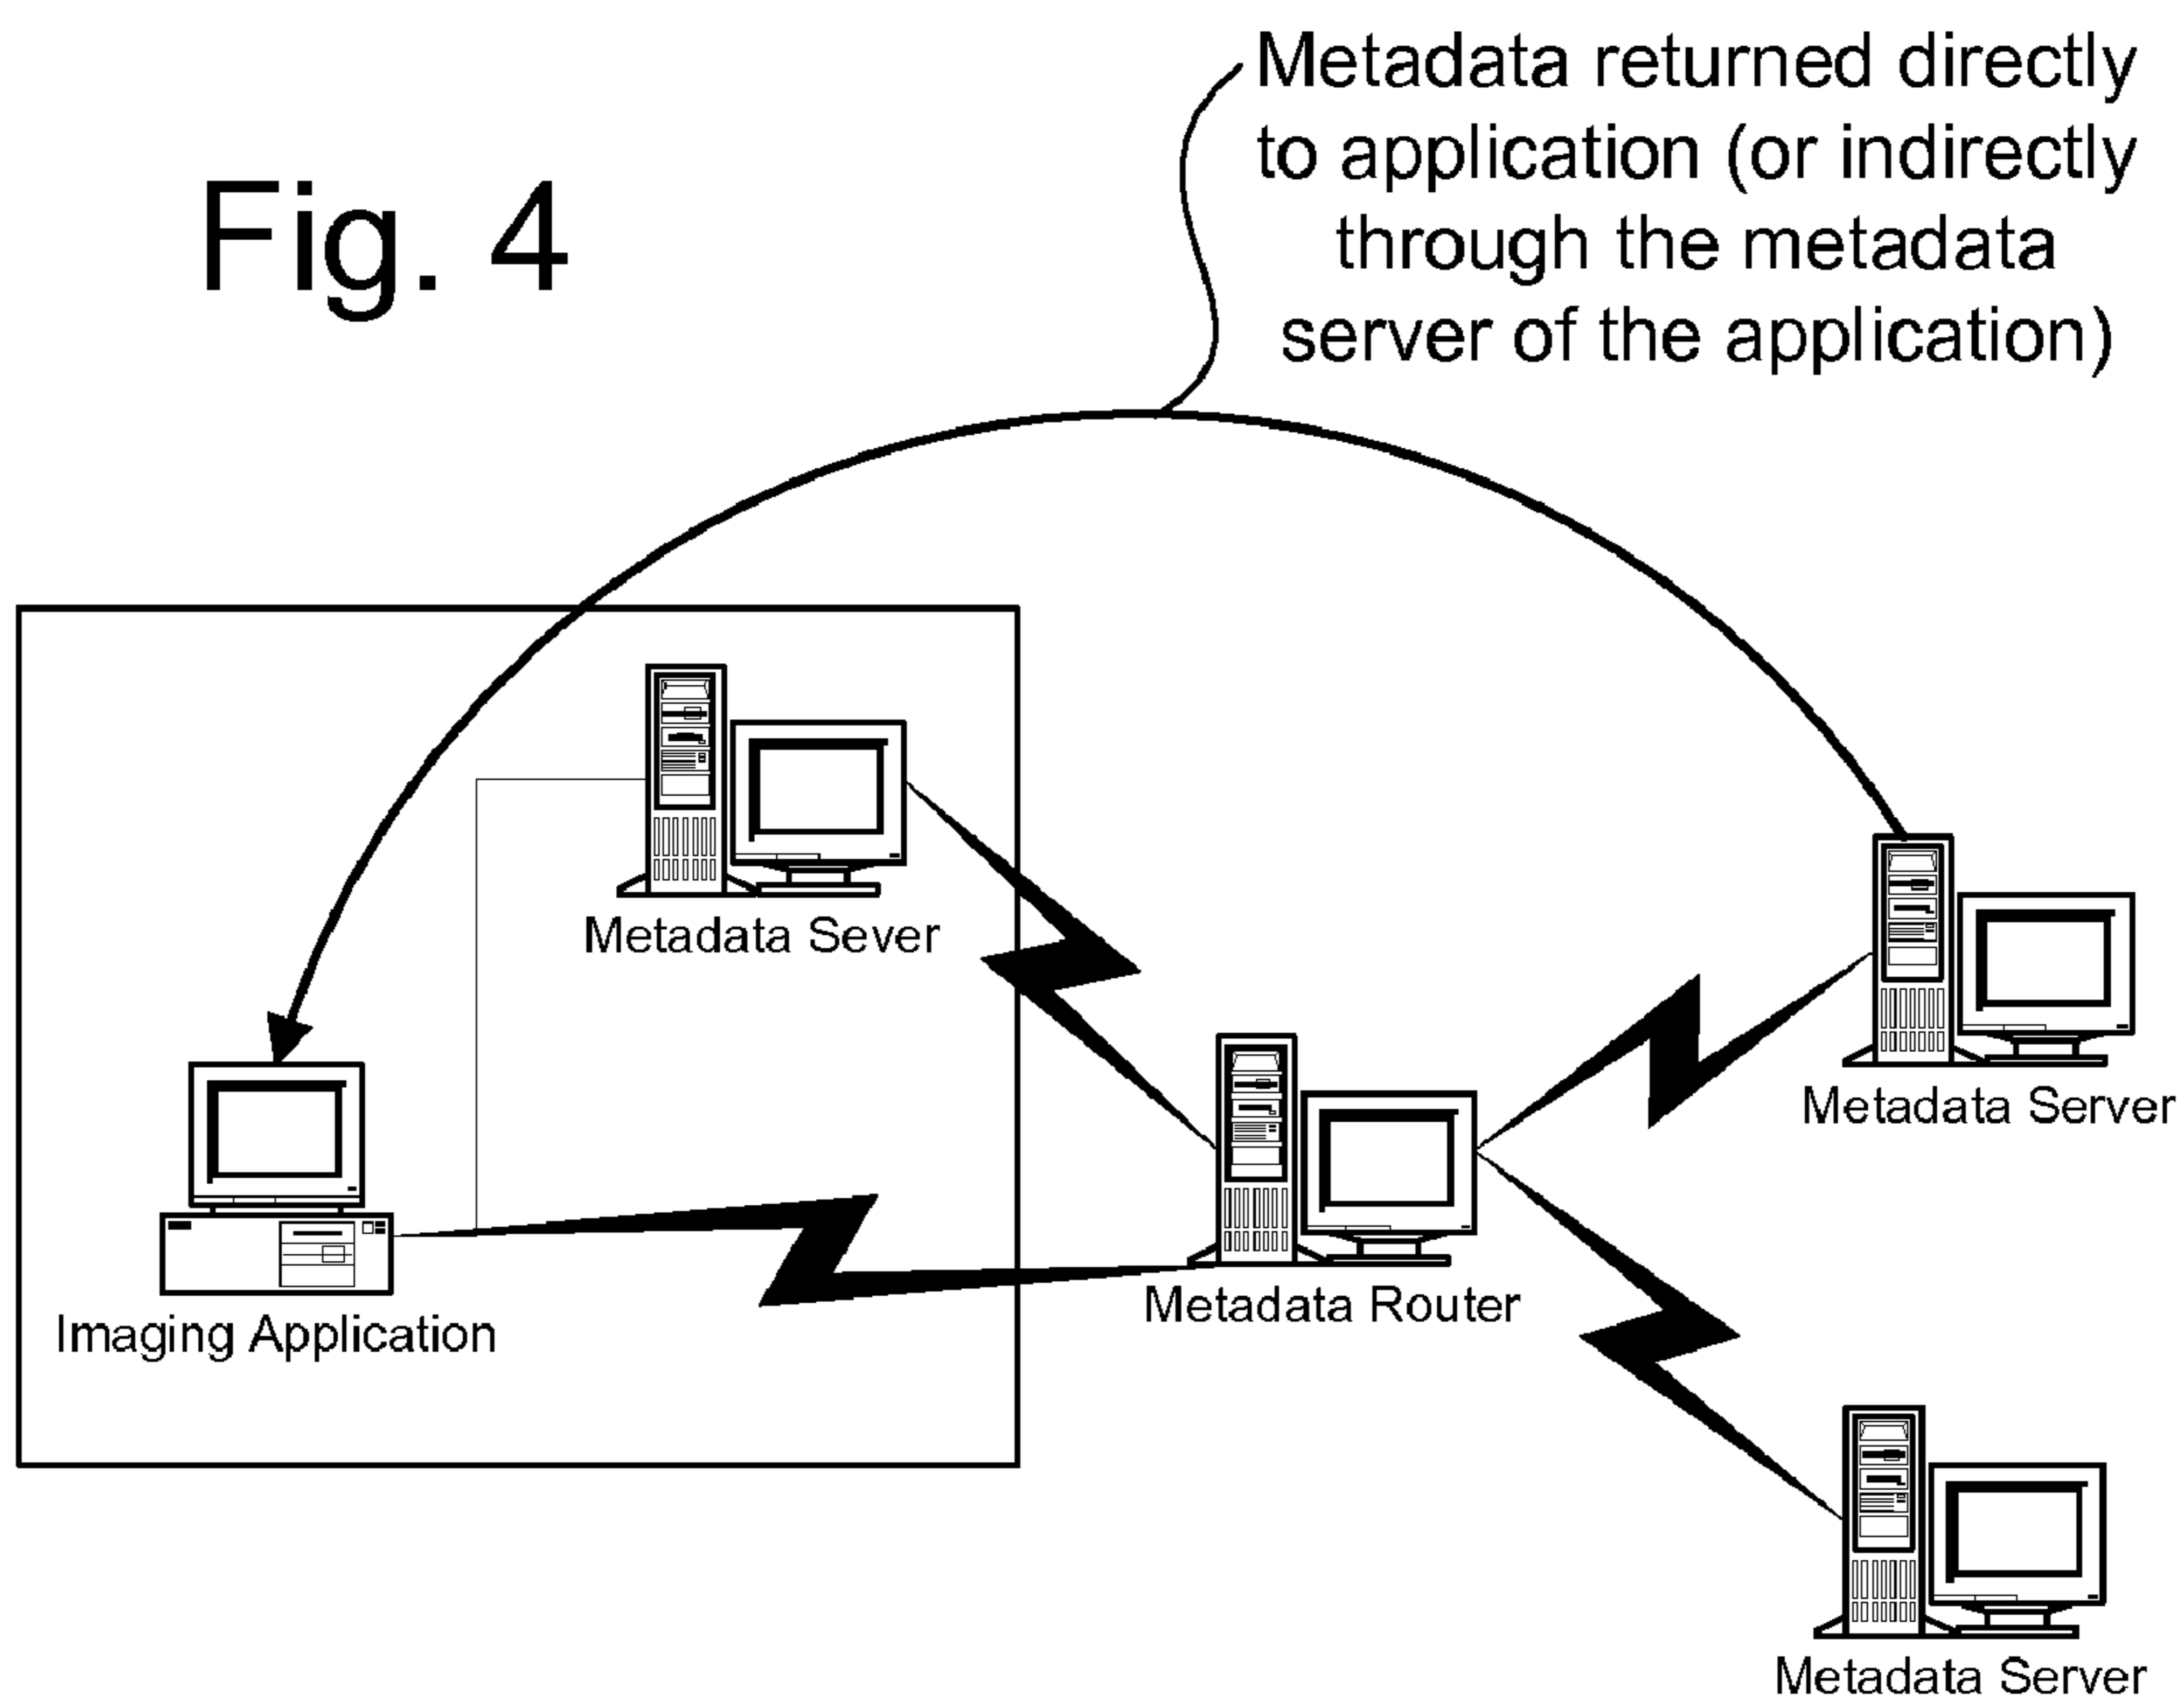 Fig. 4
Metadata returned directly
to application (or indirectly
through the metadata
server of the application)
Metadata Sever
Metadata Server
Imaging Application
Metadata Router
Metadata Server